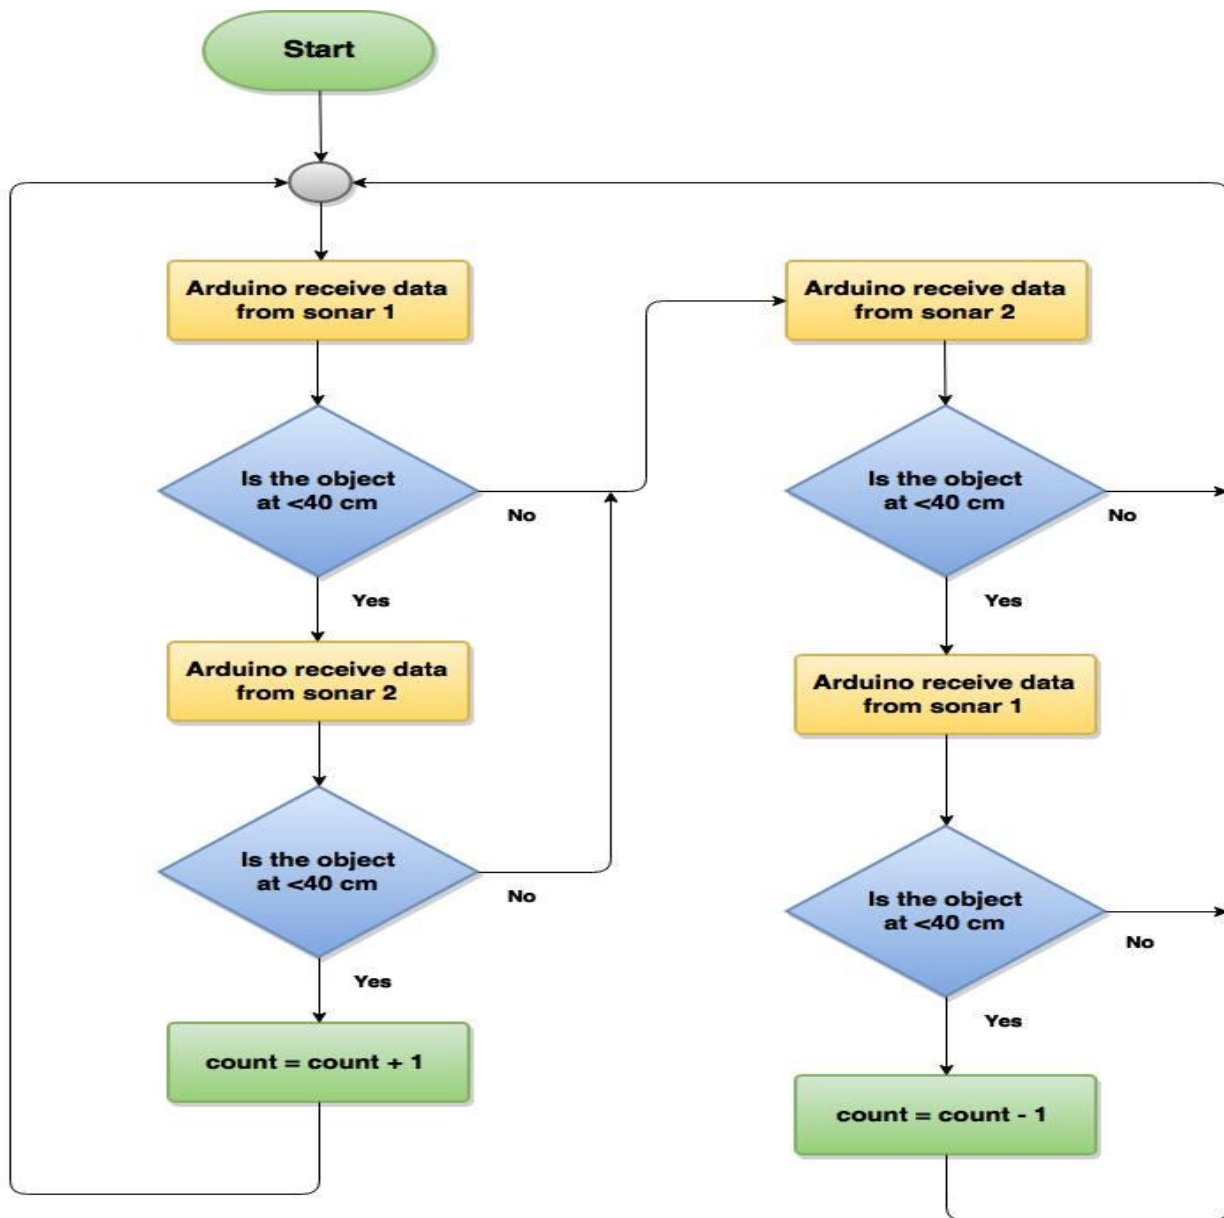 Start
Arduino receive data
from sonar 1
Is the object
at <40 cm
No
Yes
Arduino receive data
from sonar 2
Is the object
at <40 cm
No
Yes
count = count + 1
Arduino receive data
from sonar 2
Is the object
at <40 cm
No
Yes
Arduino receive data
from sonar 1
Is the object
at <40 cm
No
Yes
count = count - 1